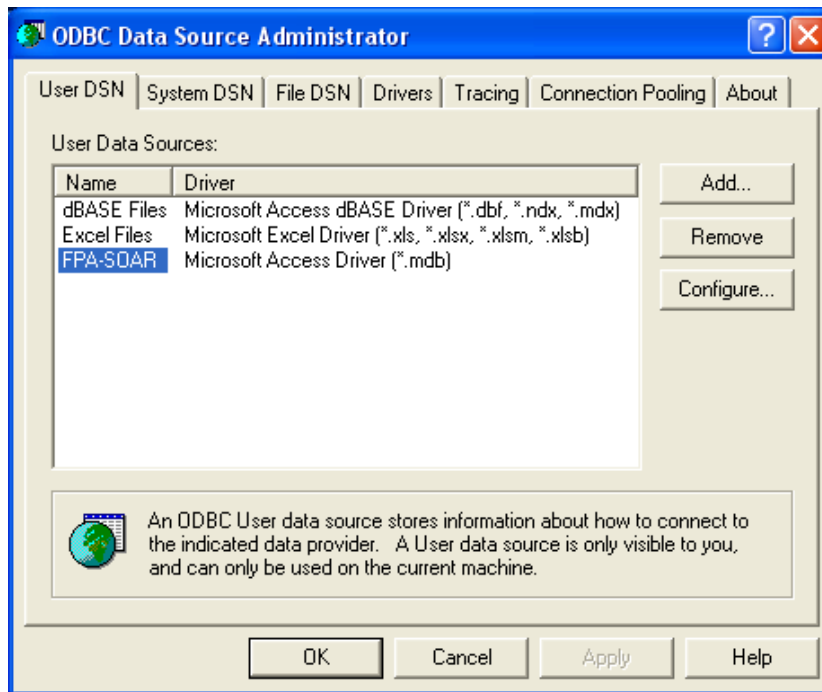 ODBC Data Source Administrator
User DSN System DSN File DSN Drivers Tracing Connection Pooling About
User Data Sources:
Name Driver
dBASE Files Microsoft Access dBASE Driver (*.dbf, *.ndx, *.mdx)
Excel Files Microsoft Excel Driver (*.xls, *.xlsx, *.xlsm, *.xlsb)
FPA-SOAR Microsoft Access Driver (*.mdb)
Add...
Remove
Configure...
An ODBC User data source stores information about how to connect to
the indicated data provider. A User data source is only visible to you,
and can only be used on the current machine.
OK Cancel Apply Help